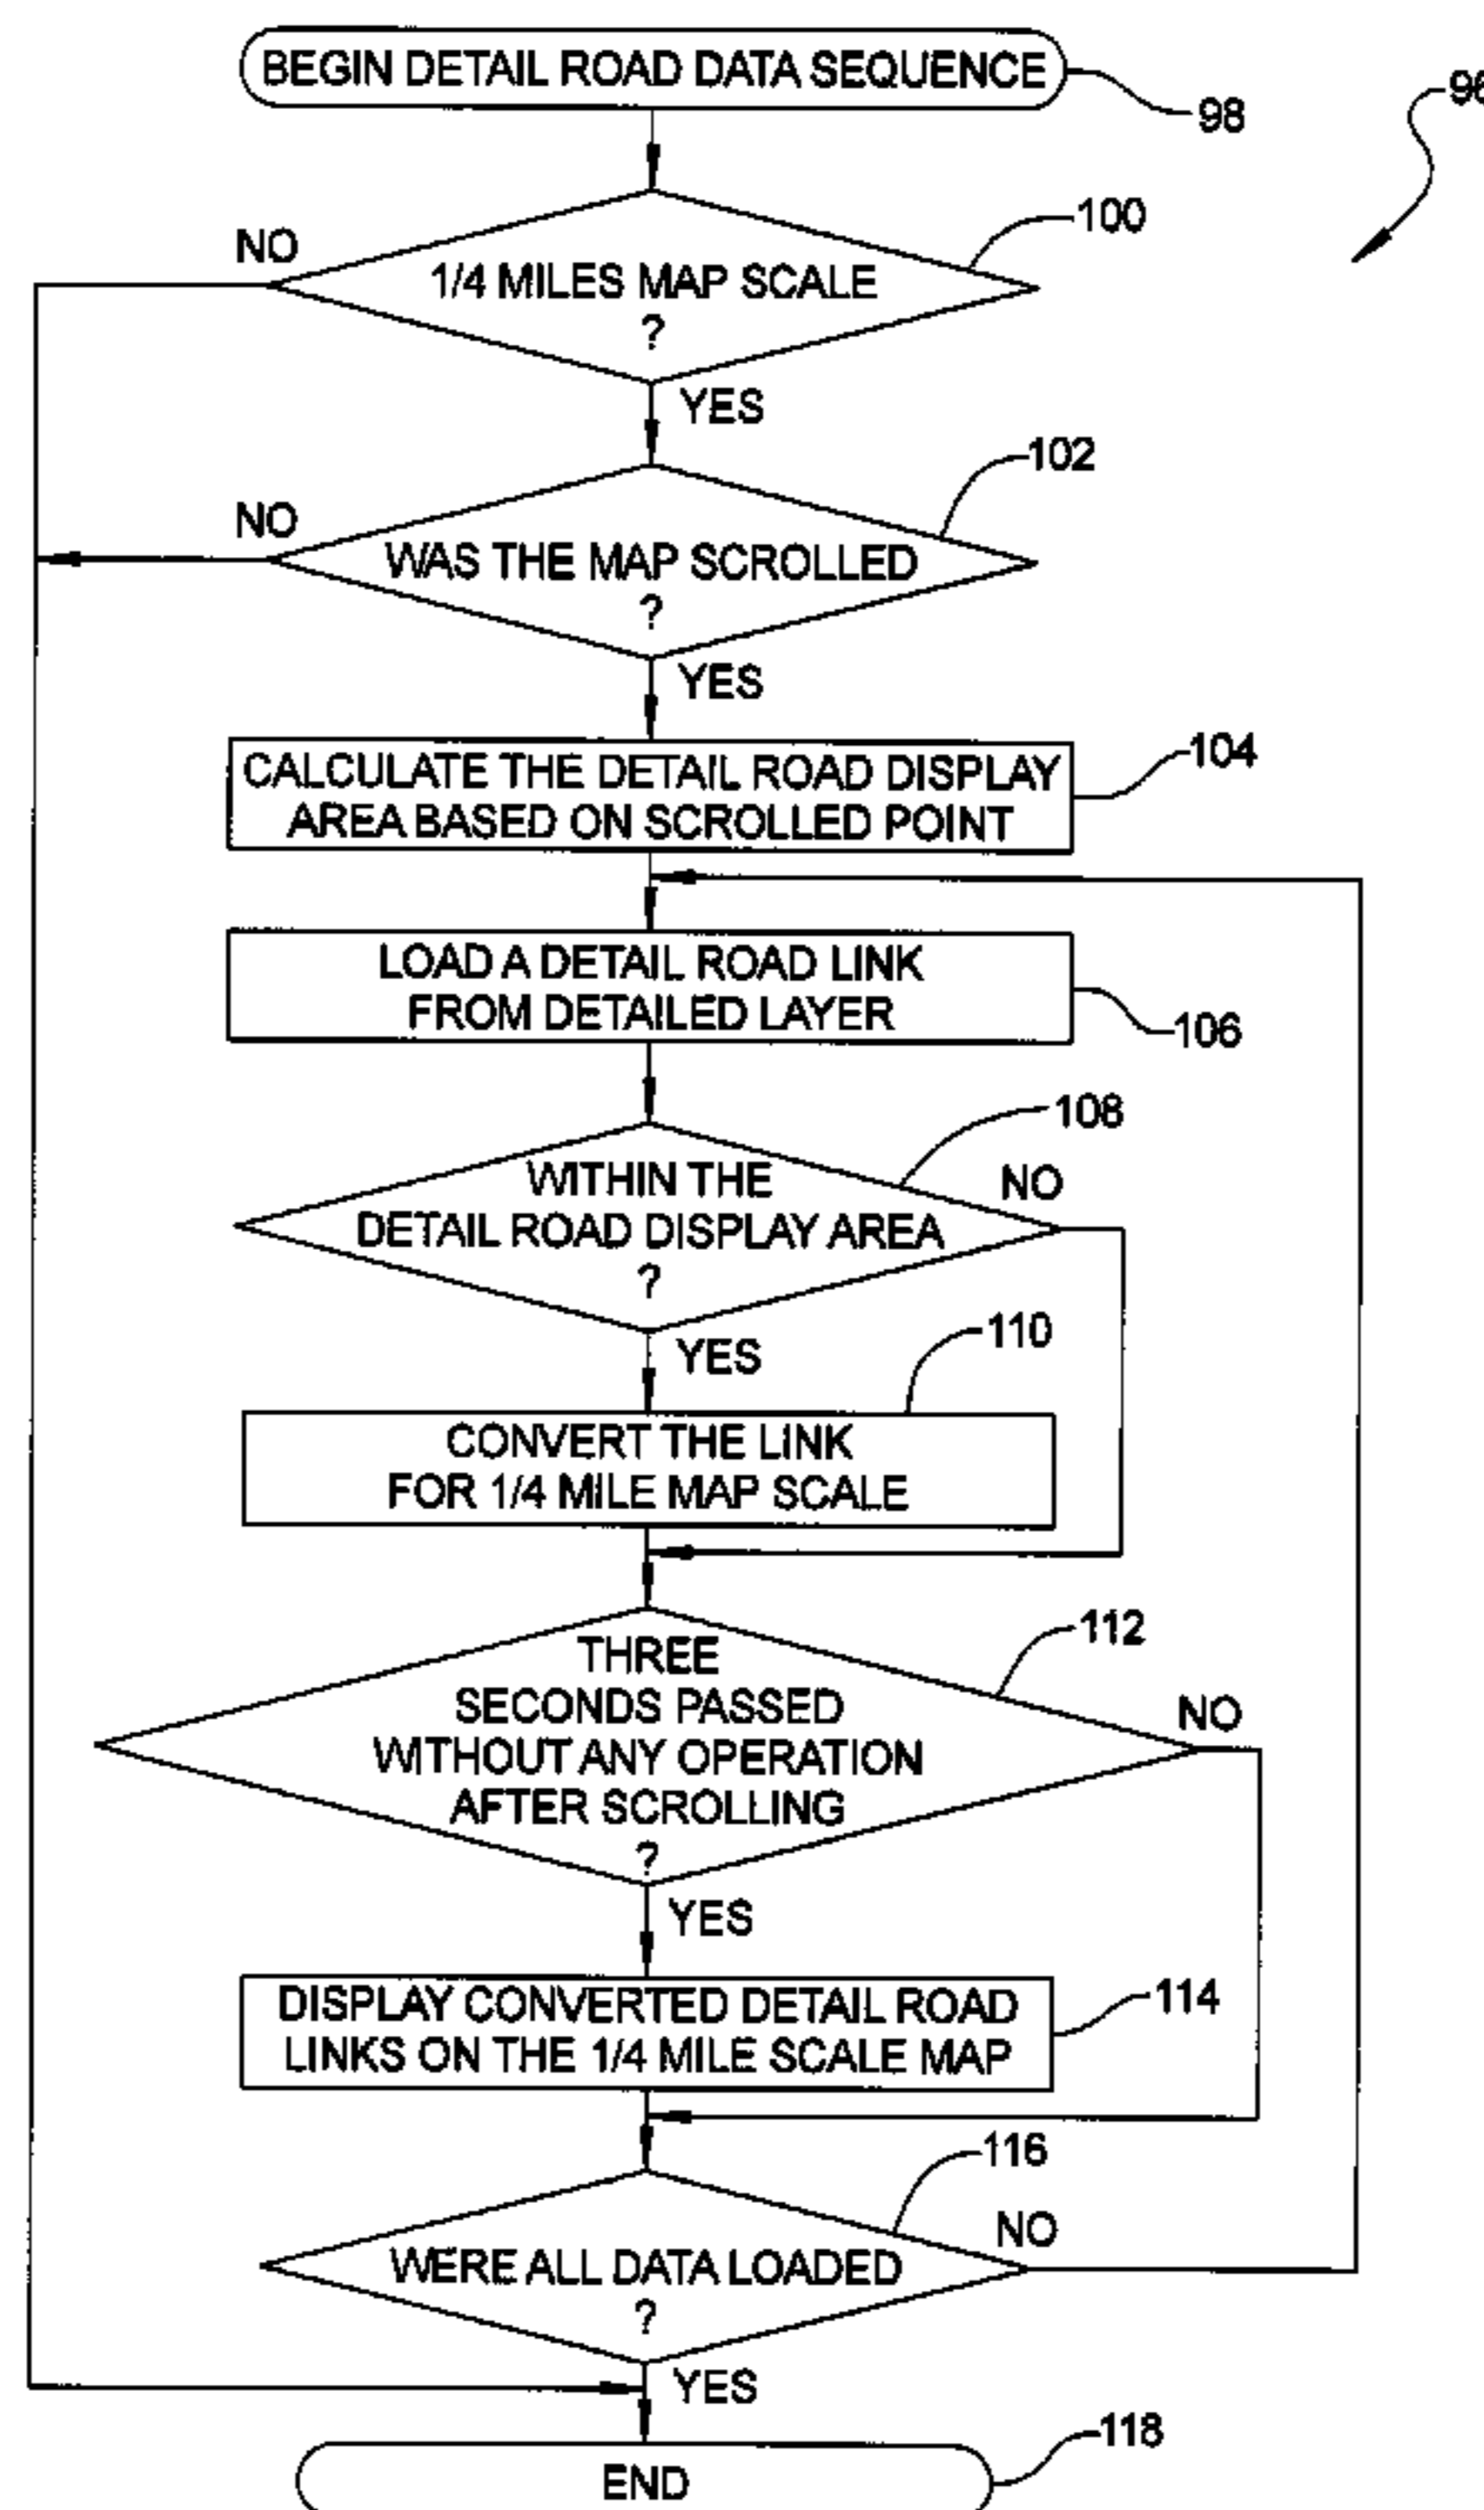 BEGIN DETAIL ROAD DATA SEQUENCE
98
96
100
NO
1/4 MILES MAP SCALE
?
YES
102
NO
WAS THE MAP SCROLLED
?
YES
CALCULATE THE DETAIL ROAD DISPLAY
AREA BASED ON SCROLLED POINT
104
LOAD A DETAIL ROAD LINK
FROM DETAILED LAYER
106
108
WITHIN THE
NO
DETAIL ROAD DISPLAY AREA
?
YES
110
CONVERT THE LINK
FOR 1/4 MILE MAP SCALE
112
THREE
SECONDS PASSED
NO
WITHOUT ANY OPERATION
AFTER SCROLLING
?
YES
DISPLAY CONVERTED DETAIL ROAD
LINKS ON THE 1/4 MILE SCALE MAP
114
116
NO
WERE ALL DATA LOADED
?
YES
118
END